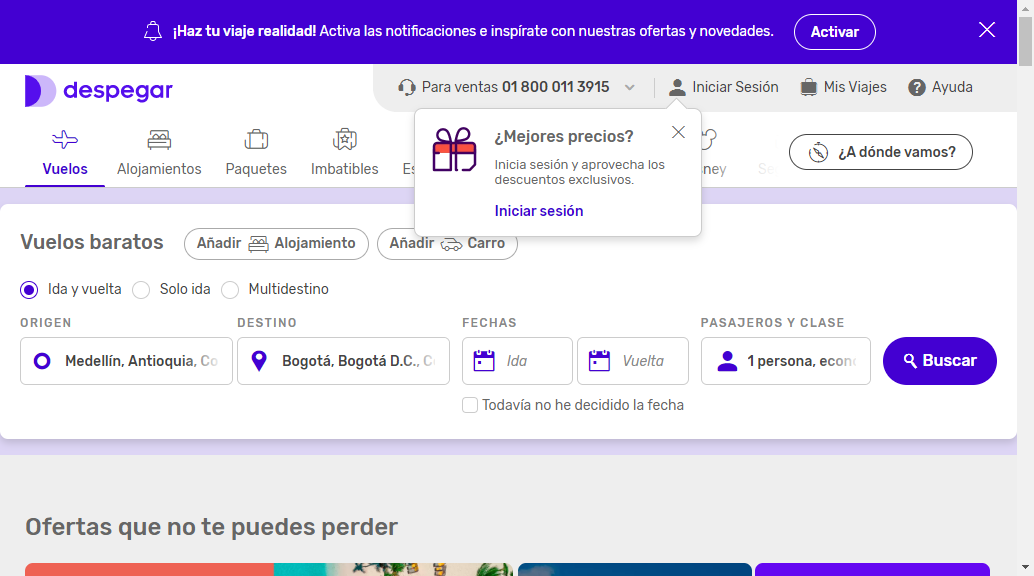 ¡Haz tu viaje realidad! Activa las notificaciones e inspírate con nuestras ofertas y novedades.
Activar
despegar
Para ventas 01 800 011 3915
Iniciar Sesión
Mis Viajes
Ayuda
Vuelos
Alojamientos
Paquetes
Imbatibles
¿A dónde vamos?
¿Mejores precios?
Inicia sesión y aprovecha los
descuentos exclusivos.
Iniciar sesión
Vuelos baratos
Añadir Alojamiento
Añadir Carro
Ida y vuelta
Solo ida
Multidestino
ORIGEN
DESTINO
FECHAS
PASAJEROS Y CLASE
Medellín, Antioquia, Co
Bogotá, Bogotá D.C., C
Ida
Vuelta
1 persona, econ
Buscar
Todavía no he decidido la fecha
Ofertas que no te puedes perder